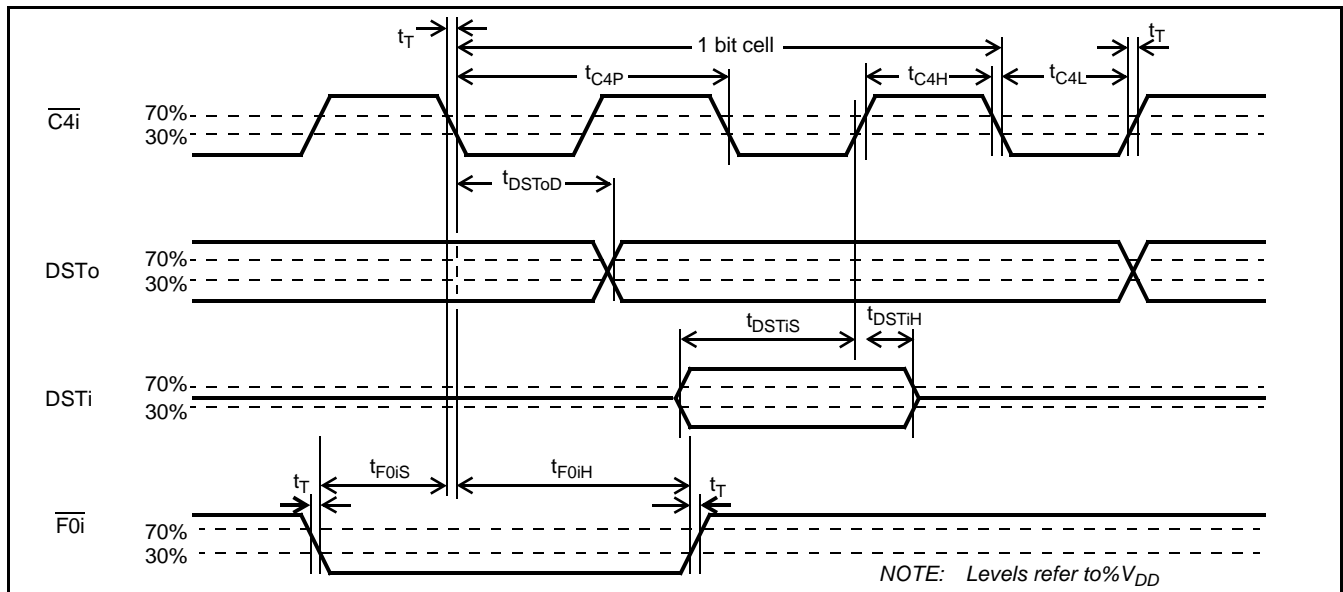 tT
1 bit cell
tT
tC4P
tC4H
tC4L
C4i
70%
30%
tDSToD
DSTo
70%
30%
tDSTiS
tDSTiH
DSTi
70%
30%
tF0iS
tF0iH
tT
tT
F0i
70%
30%
NOTE: Levels refer to%VDD